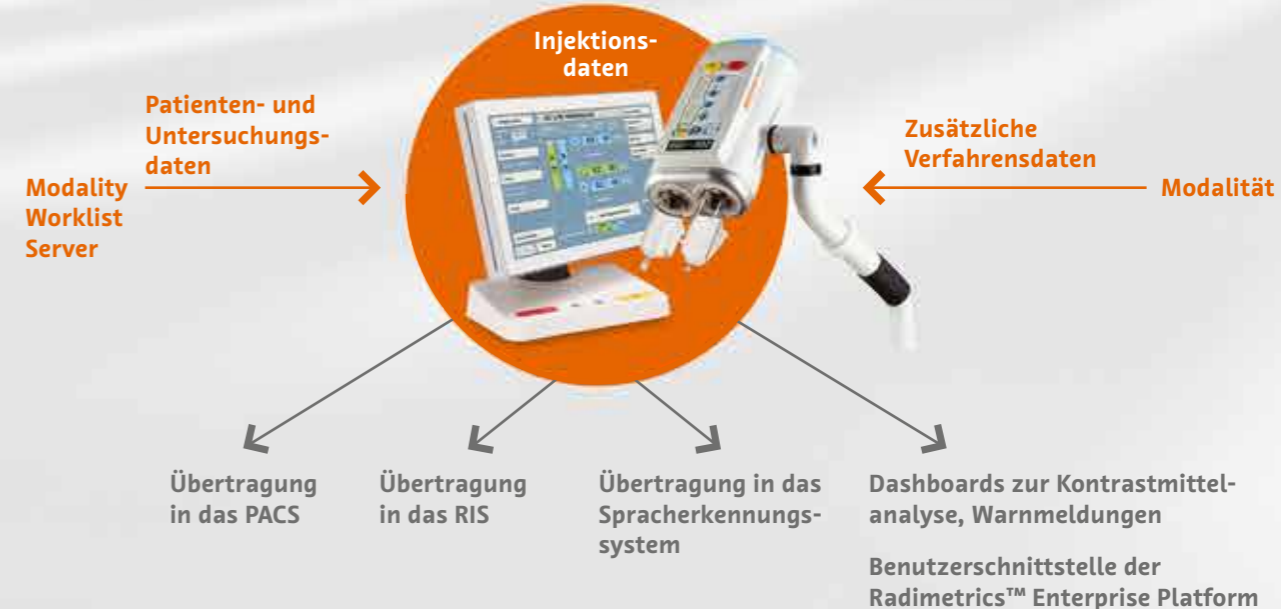 Injektions-
daten
Patienten- und
Untersuchungs-
daten
Modality
Worklist
Server
Zusätzliche
Verfahrensdaten
Modalität
Übertragung
in das PACS
Übertragung
in das RIS
Übertragung in das
Spracherkennungs-
system
Dashboards zur Kontrastmittel-
analyse, Warnmeldungen
Benutzerschnittstelle der
Radimetrics™ Enterprise Platform